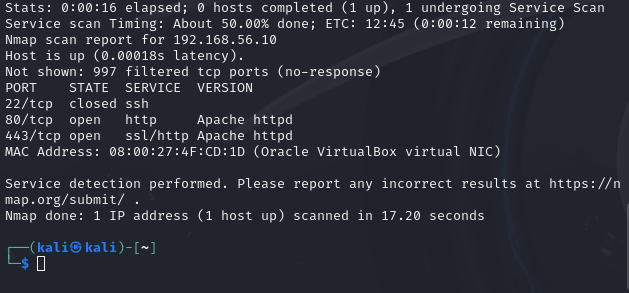 Stats: 0:00:16 elapsed; 0 hosts completed (1 up), 1 undergoing Service Scan
Service scan Timing: About 50.00% done; ETC: 12:45 (0:00:12 remaining)
Nmap scan report for 192.168.56.10
Host is up (0.00018s latency).
Not shown: 997 filtered tcp ports (no-response)
PORT    STATE  SERVICE  VERSION
22/tcp  closed ssh
80/tcp  open   http     Apache httpd
443/tcp open   ssl/http Apache httpd
MAC Address: 08:00:27:4F:CD:1D (Oracle VirtualBox virtual NIC)

Service detection performed. Please report any incorrect results at https://n
map.org/submit/ .
Nmap done: 1 IP address (1 host up) scanned in 17.20 seconds

┌──(kali㉿kali)-[~]
└─$